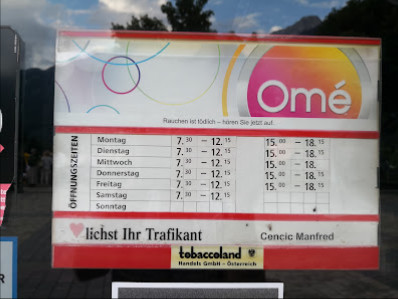 Omé
Rauchen ist tödlich – hören Sie jetzt auf.
ÖFFNUNGSZEITEN
Montag 7.30 – 12.15 15.00 – 18.15
Dienstag 7.30 – 12.15 15.00 – 18.15
Mittwoch 7.30 – 12.15 15.00 – 18.15
Donnerstag 7.30 – 12.15 15.00 – 18.15
Freitag 7.30 – 12.15 15.00 – 18.15
Samstag 7.30 – 12.15
Sonntag
lichst Ihr Trafikant Cencic Manfred
tobaccoland
Handels GmbH - Österreich
R